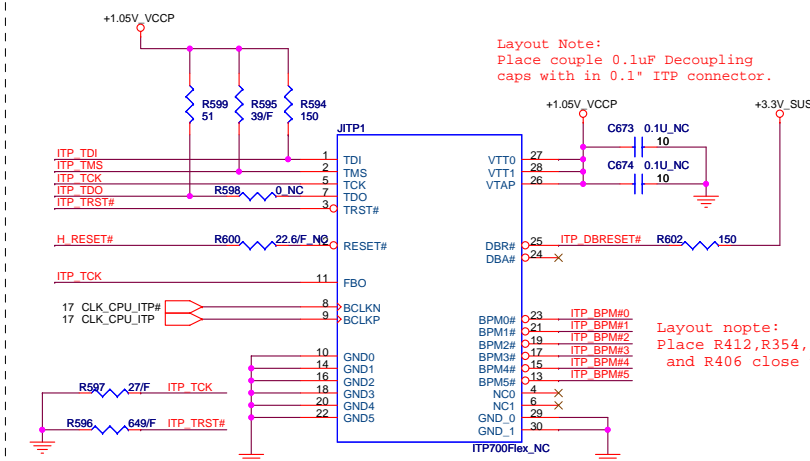 +1.05V_VCCP
Layout Note:
Place couple 0.1uF Decoupling
caps with in 0.1" ITP connector.
R599
51
R595
39/F
R594
150
+1.05V_VCCP
+3.3V_SUS
JITP1
C673 0.1U_NC
10
C674 0.1U_NC
10
ITP_TDI 1 TDI
ITP_TMS 2 TMS
ITP_TCK 5 TCK
ITP_TDO R598 0_NC 7 TDO
ITP_TRST# 3 TRST#
VTT0 27
VTT1 28
VTAP 26
H_RESET# R600 22.6/F_NC RESET#
DBR# 25 ITP_DBRESET# R602 150
DBA# 24
ITP_TCK 11 FBO
17 CLK_CPU_ITP# 8 BCLKN
17 CLK_CPU_ITP 9 BCLKP
BPM0# 23 ITP_BPM#0
BPM1# 21 ITP_BPM#1
BPM2# 19 ITP_BPM#2
BPM3# 17 ITP_BPM#3
BPM4# 15 ITP_BPM#4
BPM5# 13 ITP_BPM#5
Layout nopte:
Place R412,R354,
and R406 close
10 GND0
14 GND1
16 GND2
18 GND3
20 GND4
22 GND5
NC0 4
NC1 6
GND_0 29
GND_1 30
R597 27/F ITP_TCK
R596 649/F ITP_TRST#
ITP700Flex_NC